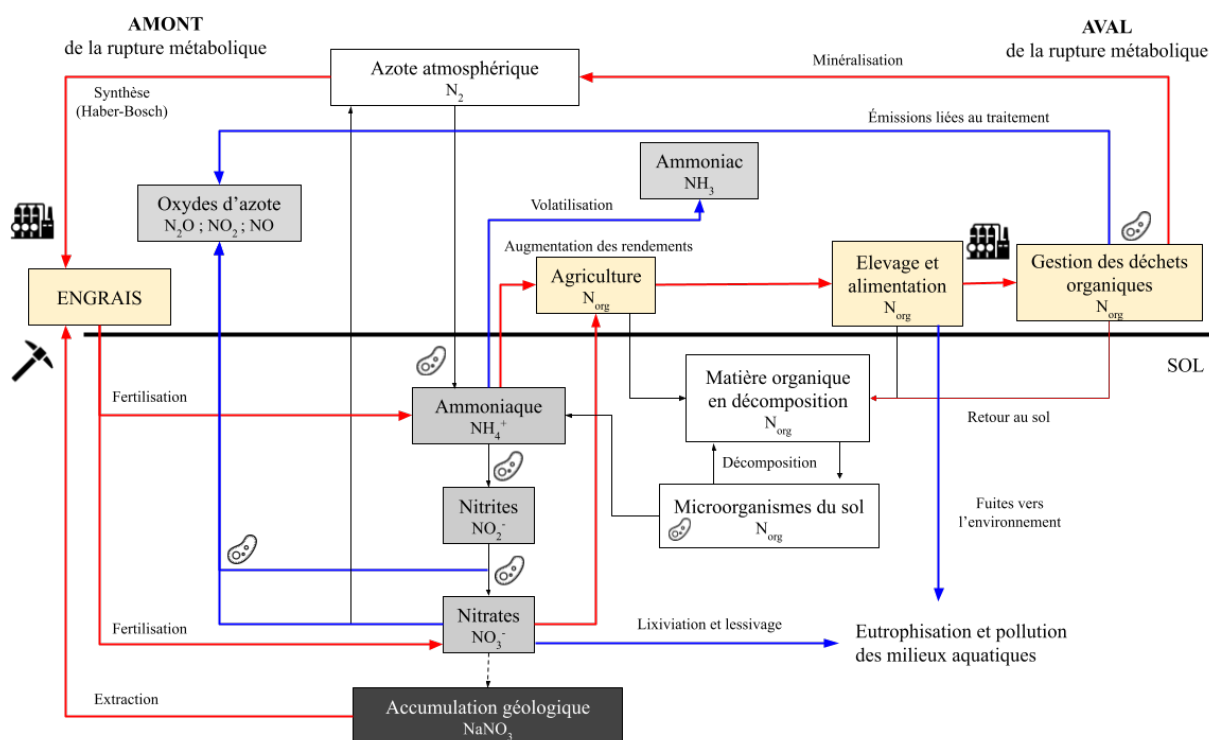 AMONT
de la rupture métabolique
AVAL
de la rupture métabolique
Azote atmosphérique
N₂
Minéralisation
Synthèse
(Haber-Bosch)
Émissions liées au traitement
Ammoniac
NH₃
Oxydes d’azote
N₂O ; NO₂ ; NO
Volatilisation
Augmentation des rendements
ENGRAIS
Agriculture
Norg
Elevage et
alimentation
Norg
Gestion des déchets
organiques
Norg
SOL
Fertilisation
Ammoniaque
NH₄⁺
Matière organique
en décomposition
Norg
Retour au sol
Décomposition
Nitrites
NO₂⁻
Microorganismes du sol
Norg
Fuites vers
l’environnement
Fertilisation
Nitrates
NO₃⁻
Lixiviation et lessivage
Eutrophisation et pollution
des milieux aquatiques
Extraction
Accumulation géologique
NaNO₃